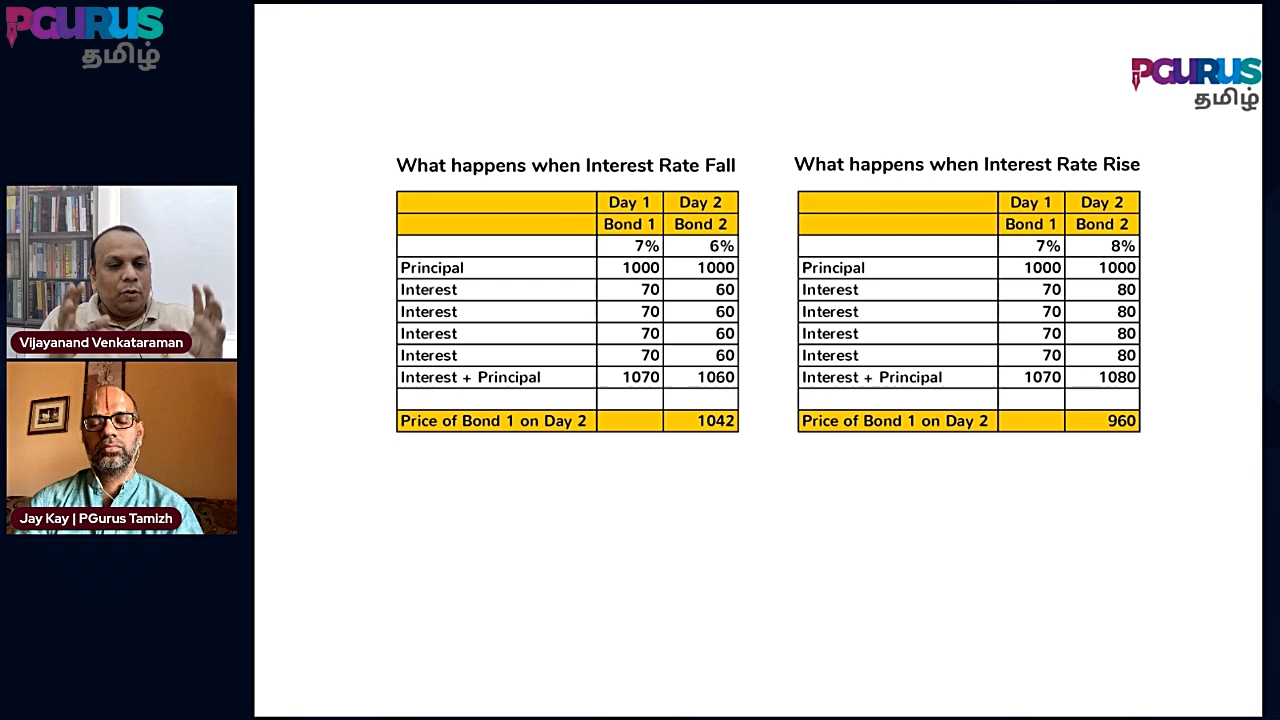 PGURUS
தமிழ்
PGURUS
தமிழ்
What happens when Interest Rate Fall
Day 1 Day 2
Bond 1 Bond 2
7% 6%
Principal 1000 1000
Interest 70 60
Interest 70 60
Interest 70 60
Interest 70 60
Interest + Principal 1070 1060
Price of Bond 1 on Day 2 1042
What happens when Interest Rate Rise
Day 1 Day 2
Bond 1 Bond 2
7% 8%
Principal 1000 1000
Interest 70 80
Interest 70 80
Interest 70 80
Interest 70 80
Interest + Principal 1070 1080
Price of Bond 1 on Day 2 960
Vijayanand Venkataraman
Jay Kay | PGurus Tamizh